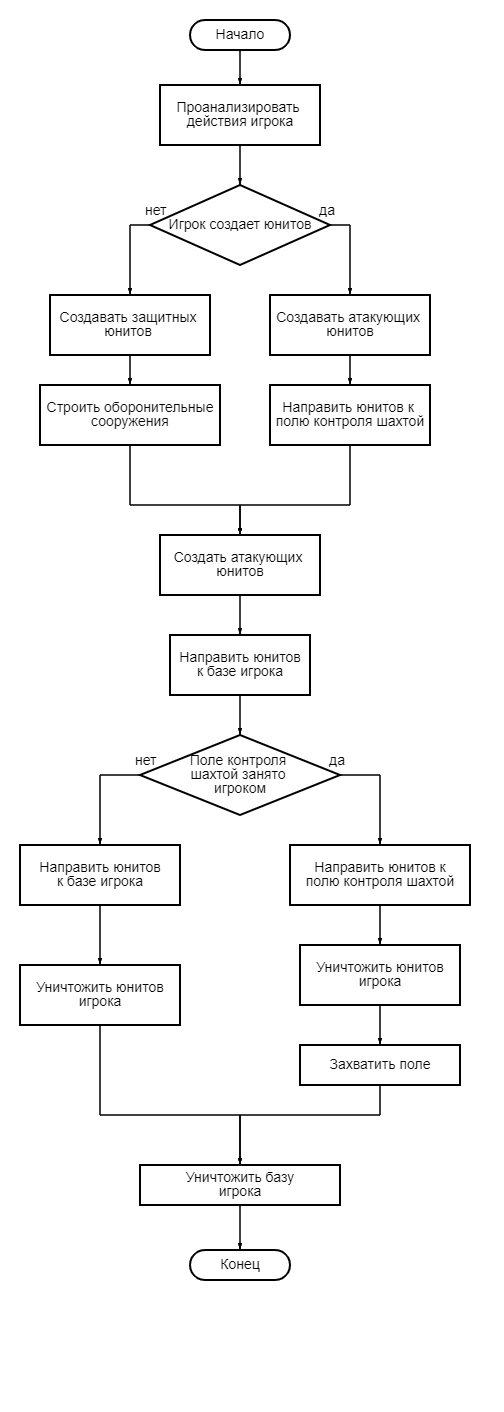 Начало
Проанализировать
действия игрока
нет
да
Игрок создает юнитов
Создавать защитных
юнитов
Создавать атакующих
юнитов
Строить оборонительные
сооружения
Направить юнитов к
полю контроля шахтой
Создать атакующих
юнитов
Направить юнитов
к базе игрока
нет
да
Поле контроля
шахтой занято
игроком
Направить юнитов
к базе игрока
Направить юнитов к
полю контроля шахтой
Уничтожить юнитов
игрока
Уничтожить юнитов
игрока
Захватить поле
Уничтожить базу
игрока
Конец